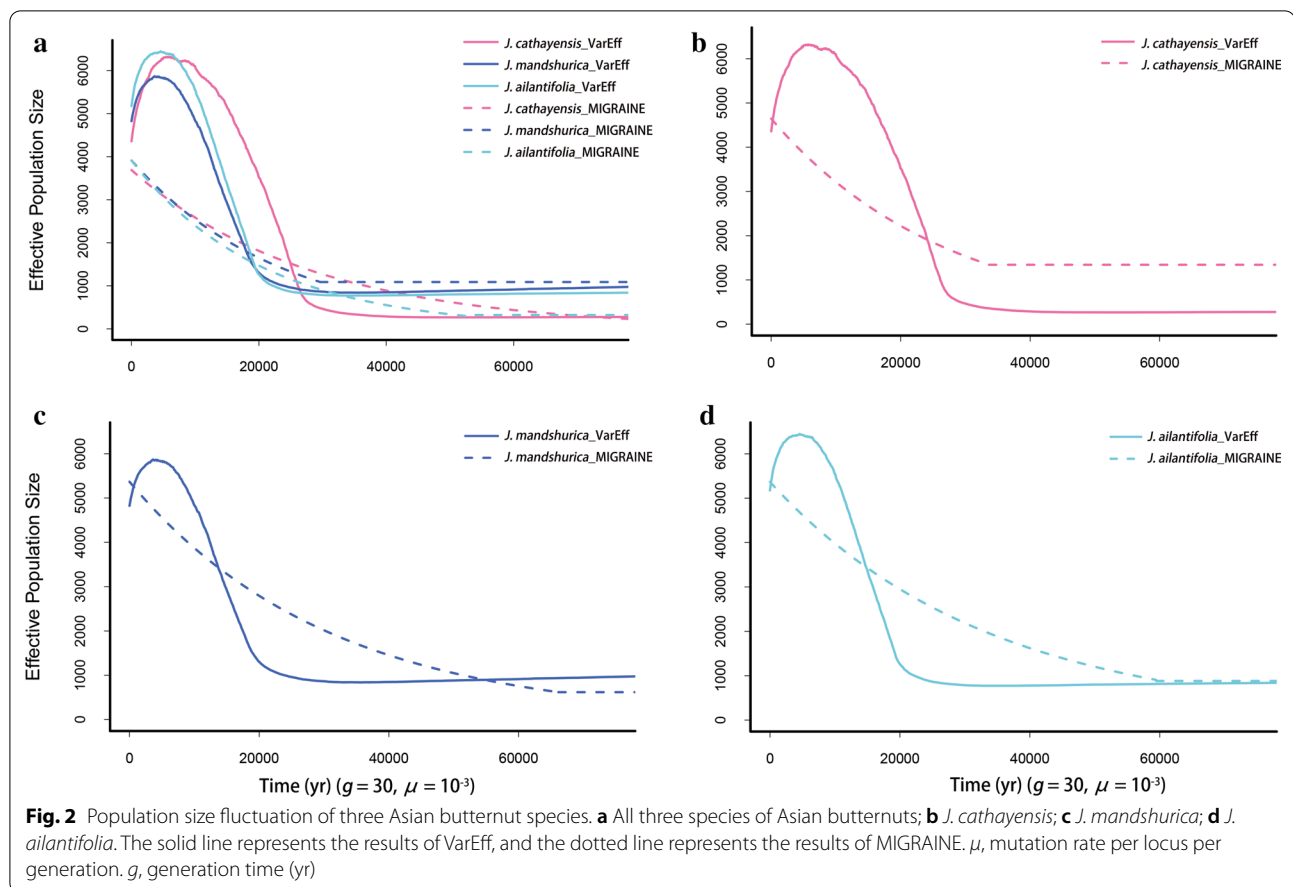 a
J. cathayensis_VarEff
J. mandshurica_VarEff
J. ailantifolia_VarEff
J. cathayensis_MIGRAINE
J. mandshurica_MIGRAINE
J. ailantifolia_MIGRAINE
Effective Population Size
0 1000 2000 3000 4000 5000 6000
0 20000 40000 60000
b
J. cathayensis_VarEff
J. cathayensis_MIGRAINE
0 1000 2000 3000 4000 5000 6000
0 20000 40000 60000
c
J. mandshurica_VarEff
J. mandshurica_MIGRAINE
Effective Population Size
0 1000 2000 3000 4000 5000 6000
0 20000 40000 60000
Time (yr) (g = 30, μ = 10⁻³)
d
J. ailantifolia_VarEff
J. ailantifolia_MIGRAINE
0 1000 2000 3000 4000 5000 6000
0 20000 40000 60000
Time (yr) (g = 30, μ = 10⁻³)
Fig. 2 Population size fluctuation of three Asian butternut species. a All three species of Asian butternuts; b J. cathayensis; c J. mandshurica; d J.
ailantifolia. The solid line represents the results of VarEff, and the dotted line represents the results of MIGRAINE. μ, mutation rate per locus per
generation. g, generation time (yr)